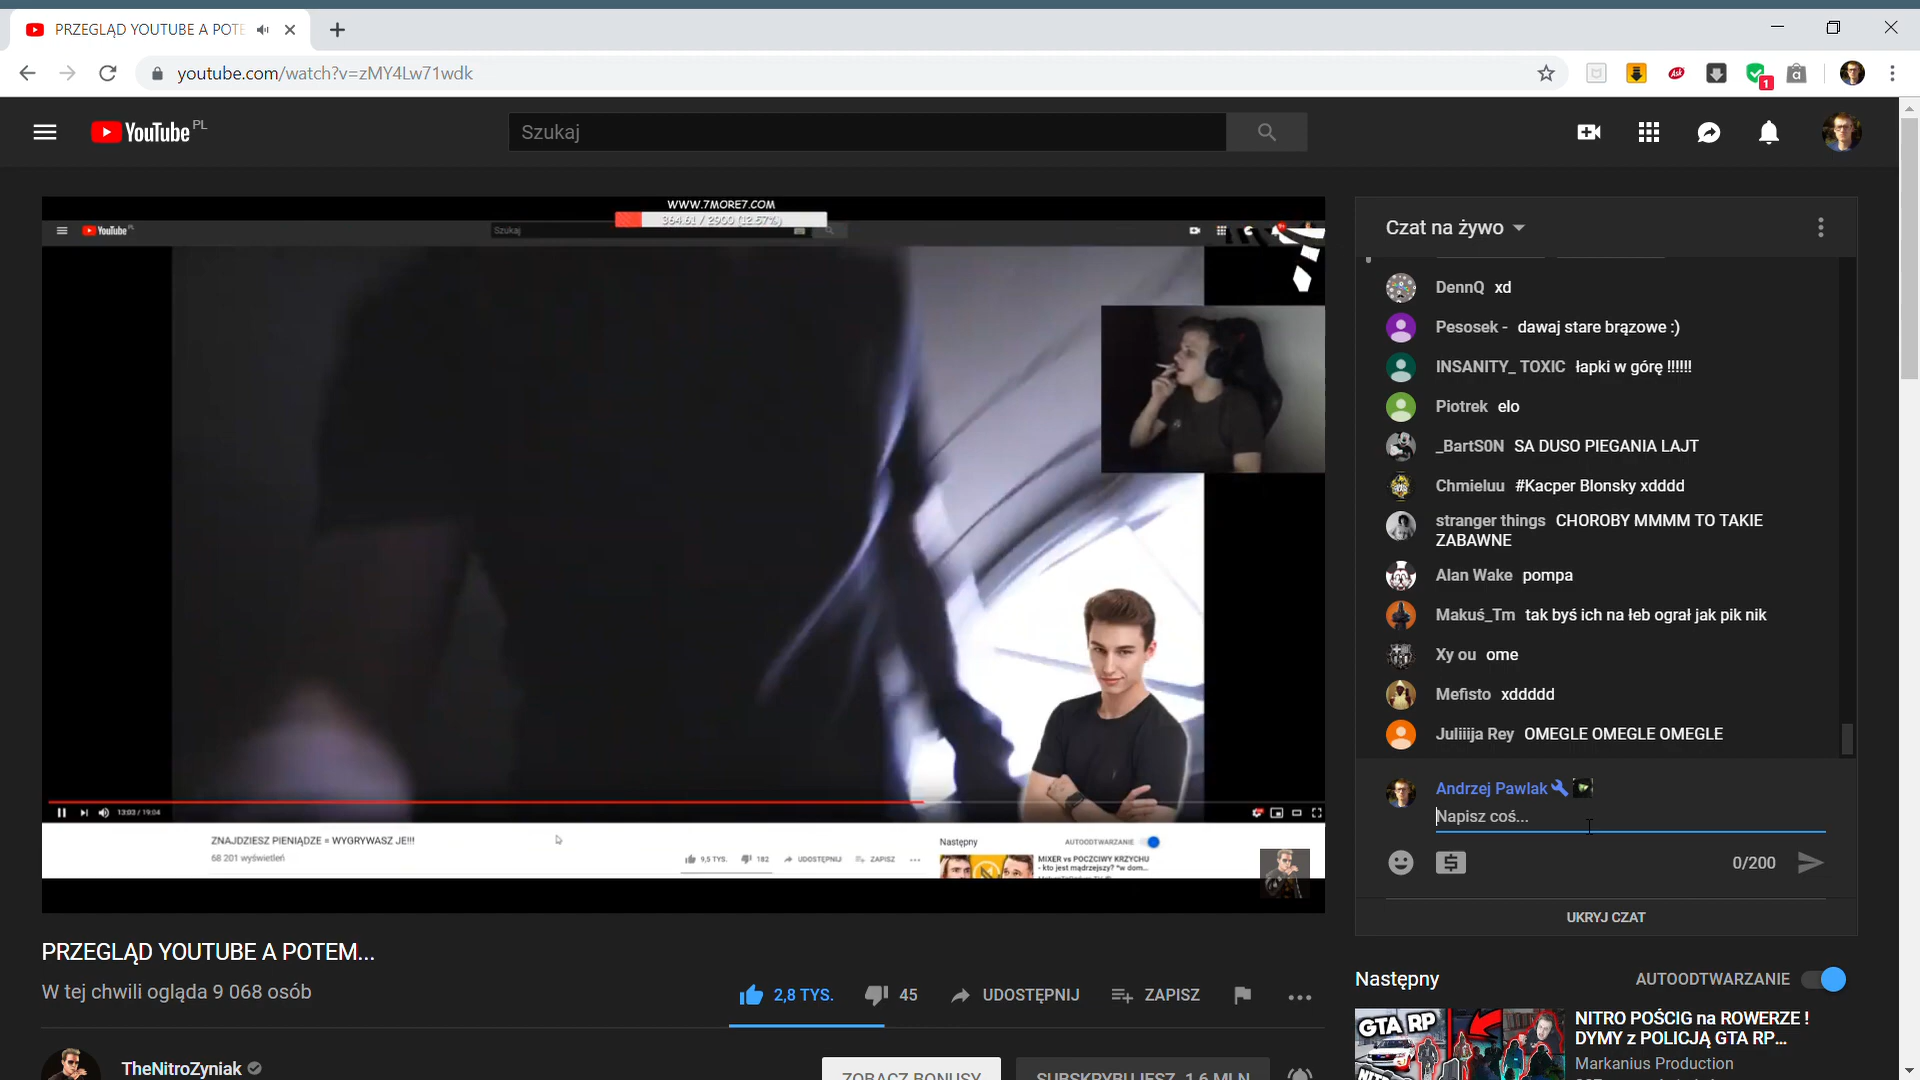 PRZEGLĄD YOUTUBE A POTE
youtube.com/watch?v=zMY4Lw71wdk
Ask
1
a
YouTube PL
Szukaj
WWW.7MORE7.COM
364.61 / 2900 (12.57%)
YouTube
Szukaj
13:03 / 19:04
ZNAJDZIESZ PIENIĄDZE = WYGRYWASZ JE!!!
68 201 wyświetleń
9,5 TYS.
182
UDOSTĘPNIJ
ZAPISZ
Następny
AUTOODTWARZANIE
MIXER vs POCZCIWY KRZYCHU
- kto jest mądrzejszy? *w dom...
Czat na żywo
DennQ xd
Pesosek - dawaj stare brązowe :)
INSANITY_ TOXIC łapki w górę !!!!!!
Piotrek elo
_BartS0N SA DUSO PIEGANIA LAJT
Chmieluu #Kacper Blonsky xdddd
stranger things CHOROBY MMMM TO TAKIE
ZABAWNE
Alan Wake pompa
Makuś_Tm tak byś ich na łeb ograł jak pik nik
Xy ou ome
Mefisto xddddd
Juliiija Rey OMEGLE OMEGLE OMEGLE
Andrzej Pawlak
Napisz coś...
0/200
UKRYJ CZAT
PRZEGLĄD YOUTUBE A POTEM...
W tej chwili ogląda 9 068 osób
2,8 TYS.
45
UDOSTĘPNIJ
ZAPISZ
TheNitroZyniak
ZOBACZ BONUSY
SUBSKRYBUJESZ 1,6 MLN
Następny
AUTOODTWARZANIE
GTA RP
NITRO POŚCIG na ROWERZE !
DYMY z POLICJĄ GTA RP...
Markanius Production